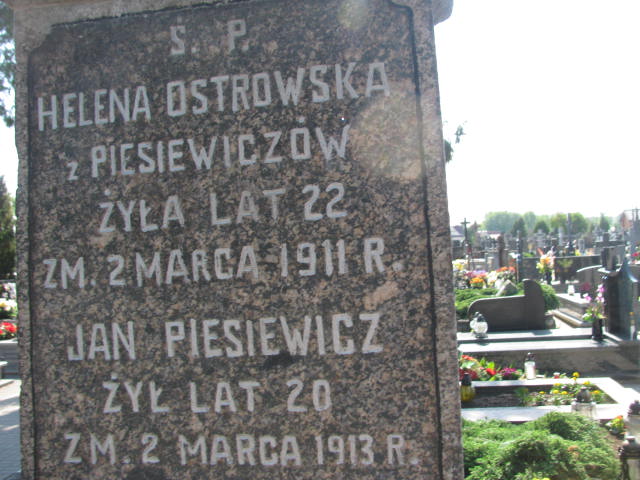 Ś. P.
HELENA OSTROWSKA
z PIESIEWICZÓW
ŻYŁA LAT 22
ZM. 2 MARCA 1911 R.
JAN PIESIEWICZ
ŻYŁ LAT 20
ZM. 2 MARCA 1913 R.